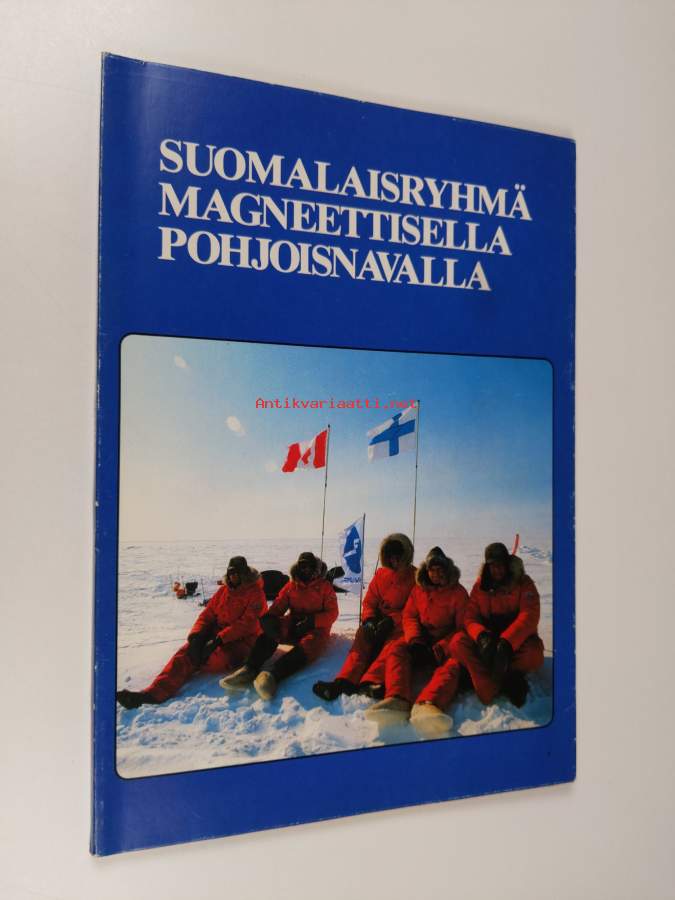 SUOMALAISRYHMÄ
MAGNEETTISELLA
POHJOISNAVALLA
Antikvariaatti.net